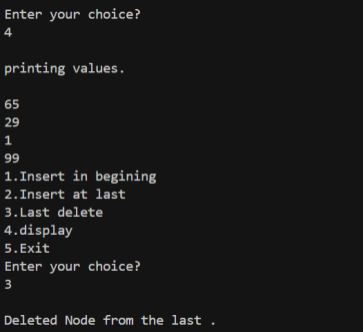 Enter your choice?
4
printing values.
65
29
1
99
1.Insert in begining
2.Insert at last
3.Last delete
4.display
5.Exit
Enter your choice?
3
Deleted Node from the last .